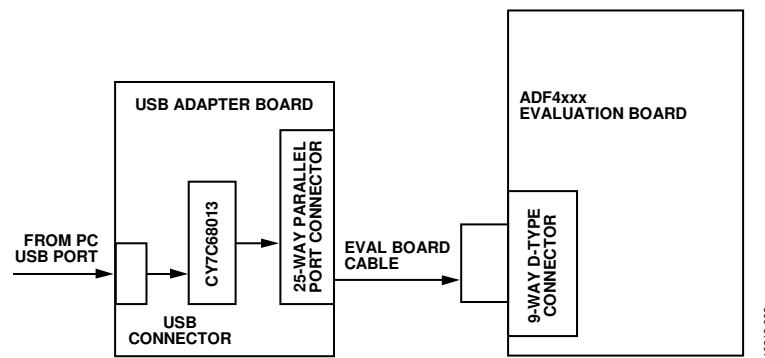 USB ADAPTER BOARD
ADF4xxx
EVALUATION BOARD
FROM PC
USB PORT
CY7C68013
25-WAY PARALLEL
PORT CONNECTOR
EVAL BOARD
CABLE
9-WAY D-TYPE
CONNECTOR
USB
CONNECTOR